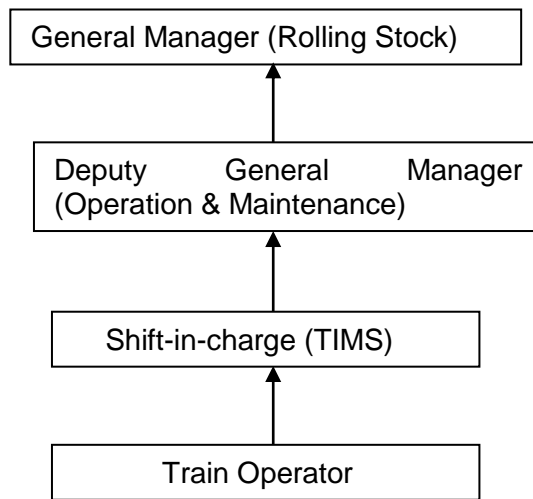 General Manager (Rolling Stock)
Deputy General Manager
(Operation & Maintenance)
Shift-in-charge (TIMS)
Train Operator